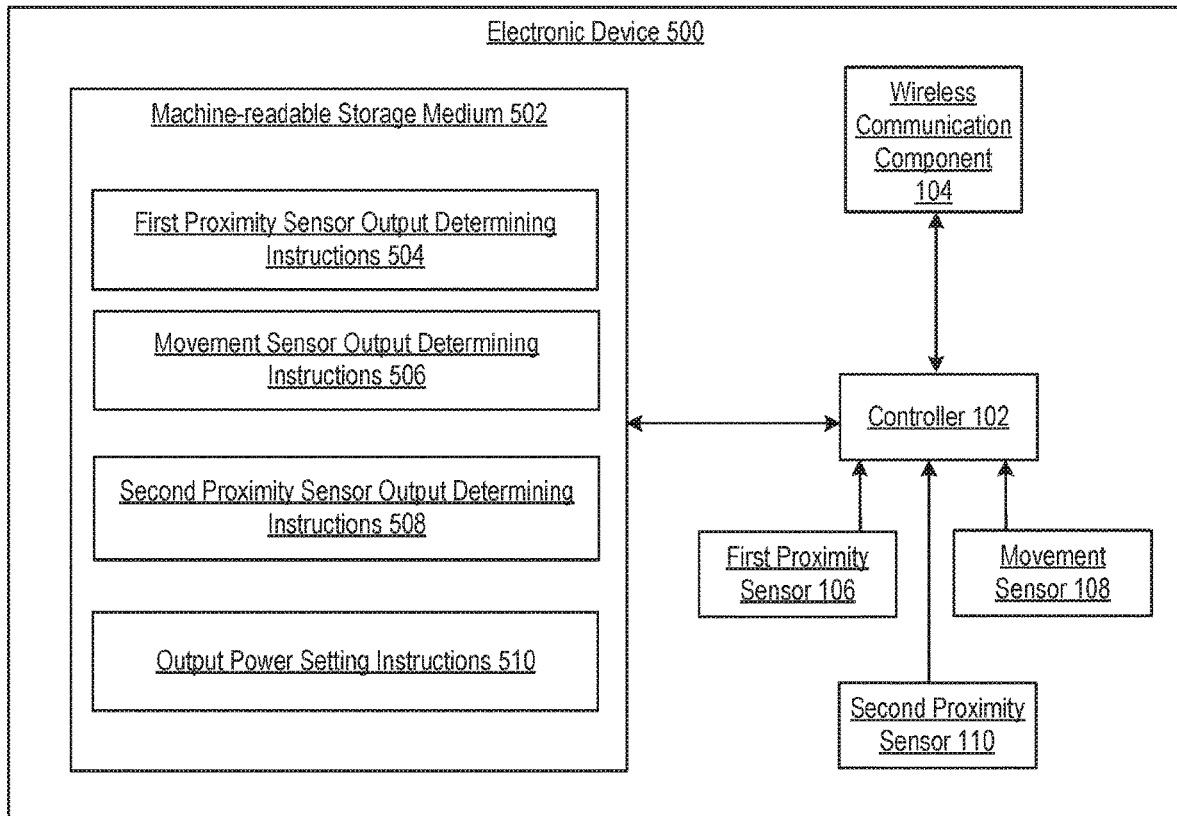 Electronic Device 500
Machine-readable Storage Medium 502
First Proximity Sensor Output Determining
Instructions 504
Movement Sensor Output Determining
Instructions 506
Second Proximity Sensor Output Determining
Instructions 508
Output Power Setting Instructions 510
Wireless
Communication
Component
104
Controller 102
First Proximity
Sensor 106
Movement
Sensor 108
Second Proximity
Sensor 110